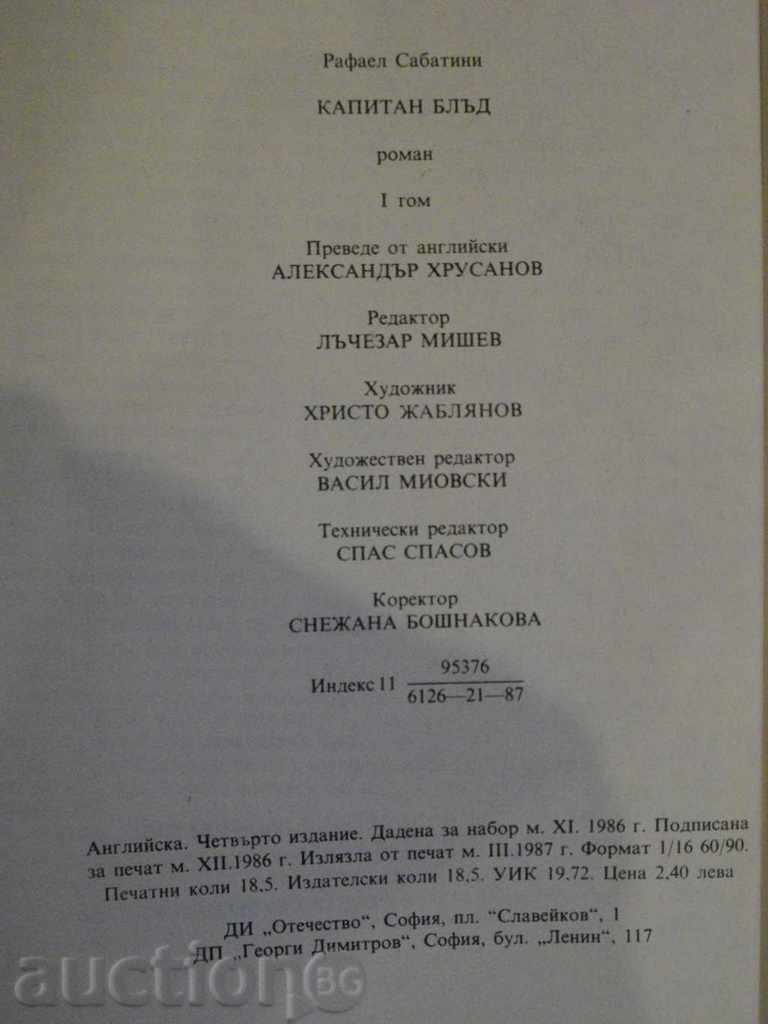 Рафаел Сабатини
КАПИТАН БЛЪД
роман
I том
Преведе от английски
АЛЕКСАНДЪР ХРУСАНОВ
Редактор
ЛЪЧЕЗАР МИШЕВ
Художник
ХРИСТО ЖАБЛЯНОВ
Художествен редактор
ВАСИЛ МИОВСКИ
Технически редактор
СПАС СПАСОВ
Коректор
СНЕЖАНА БОШНАКОВА
95376
Индекс 11
6126—21—87
Английска. Четвърто издание. Дадена за набор м. XI. 1986 г. Подписана
за печат м. XII.1986 г. Излязла от печат м. III.1987 г. Формат 1/16 60/90.
Печатни коли 18,5. Издателски коли 18,5. УИК 19,72. Цена 2,40 лева
ДИ „Отечество“, София, пл. “Славейков“, 1
ДП „Георги Димитров“, София, бул. „Ленин“, 117
auctionBG